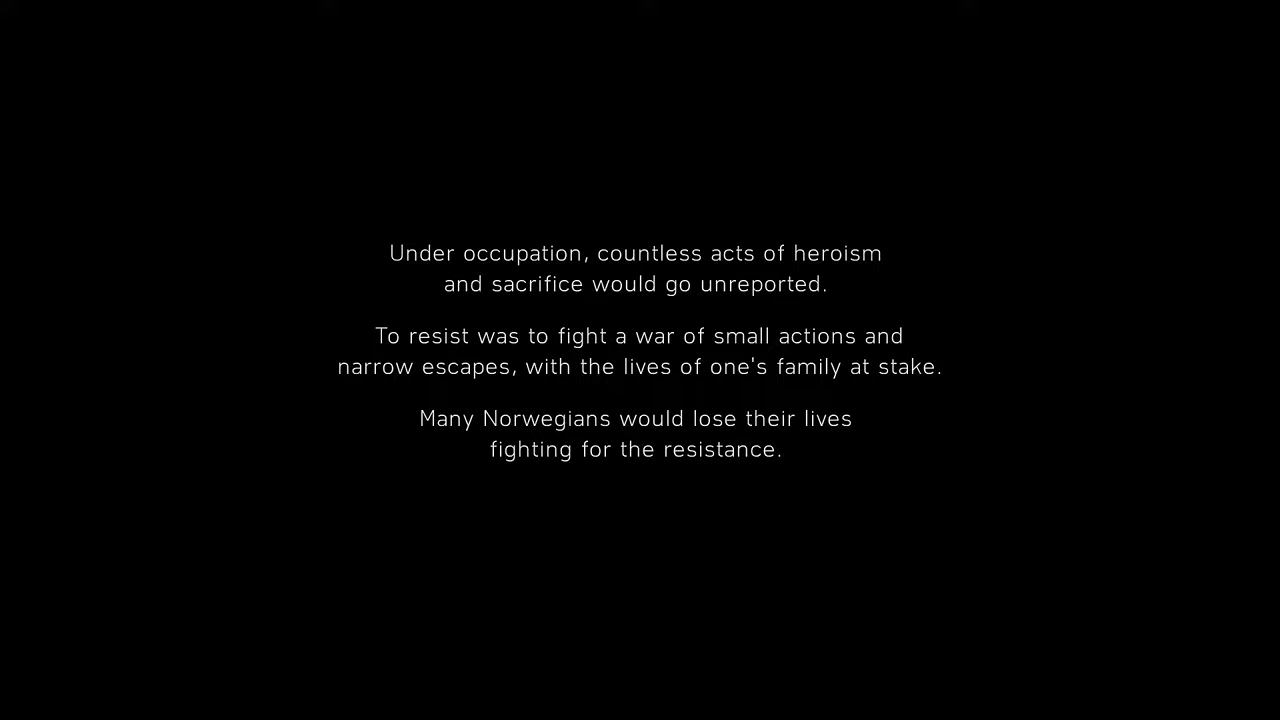 Under occupation, countless acts of heroism
and sacrifice would go unreported.
To resist was to fight a war of small actions and
narrow escapes, with the lives of one's family at stake.
Many Norwegians would lose their lives
fighting for the resistance.